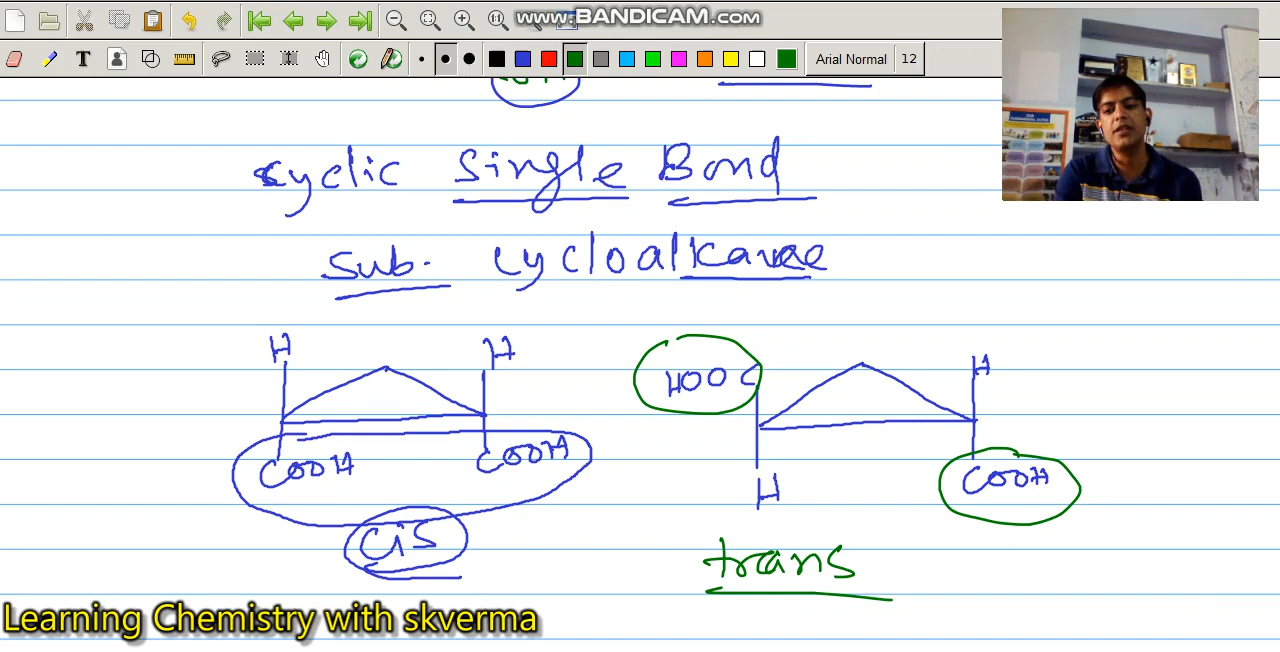 www.BANDICAM.com
Arial Normal 12
cyclic single Bond
sub. cycloalkane
H H HOOC H
COOH COOH H COOH
cis trans
Learning Chemistry with skverma